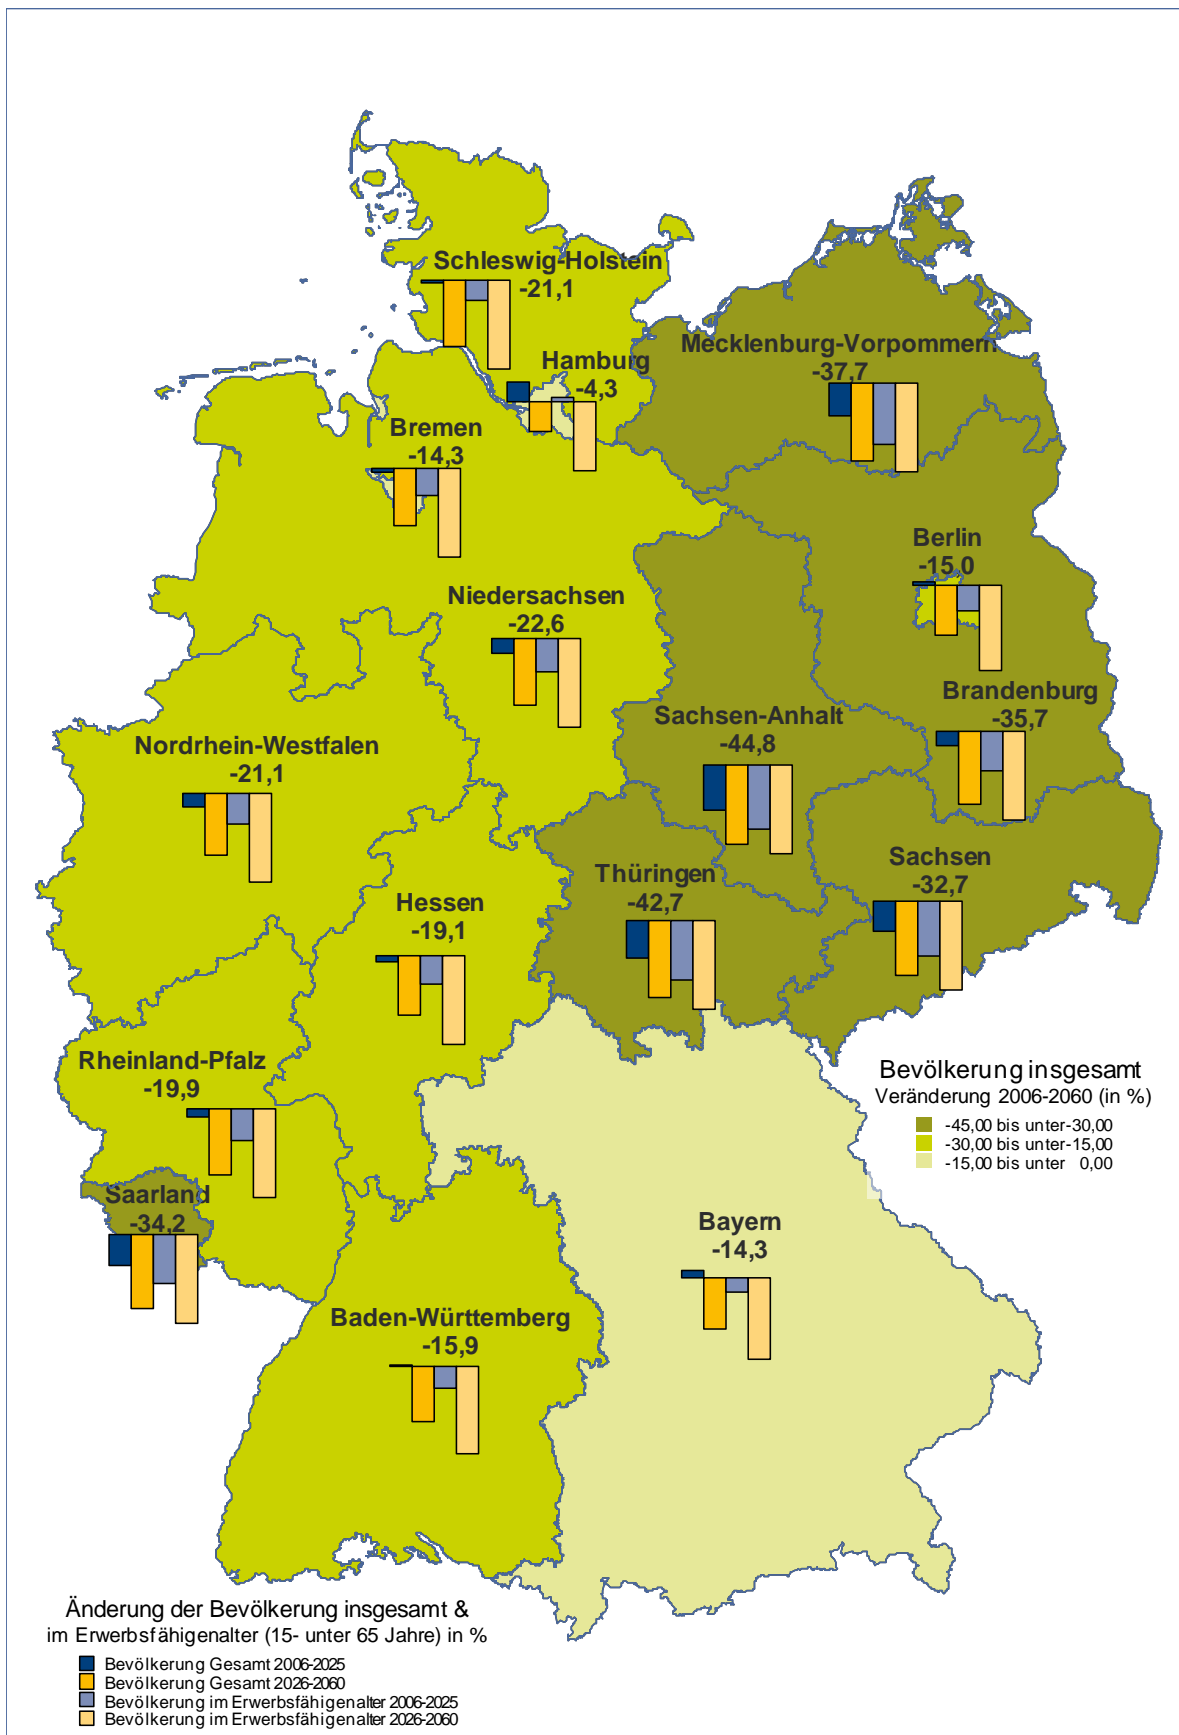 Schleswig-Holstein
-21,1
Mecklenburg-Vorpommern
-37,7
Hamburg
-4,3
Bremen
-14,3
Berlin
-15,0
Niedersachsen
-22,6
Brandenburg
-35,7
Sachsen-Anhalt
-44,8
Nordrhein-Westfalen
-21,1
Sachsen
-32,7
Thüringen
-42,7
Hessen
-19,1
Rheinland-Pfalz
-19,9
Saarland
-34,2
Bayern
-14,3
Baden-Württemberg
-15,9
Bevölkerung insgesamt
Veränderung 2006-2060 (in %)
-45,00 bis unter -30,00
-30,00 bis unter -15,00
-15,00 bis unter 0,00
Änderung der Bevölkerung insgesamt &
im Erwerbsfähigenalter (15- unter 65 Jahre) in %
Bevölkerung Gesamt 2006-2025
Bevölkerung Gesamt 2026-2060
Bevölkerung im Erwerbsfähigenalter 2006-2025
Bevölkerung im Erwerbsfähigenalter 2026-2060